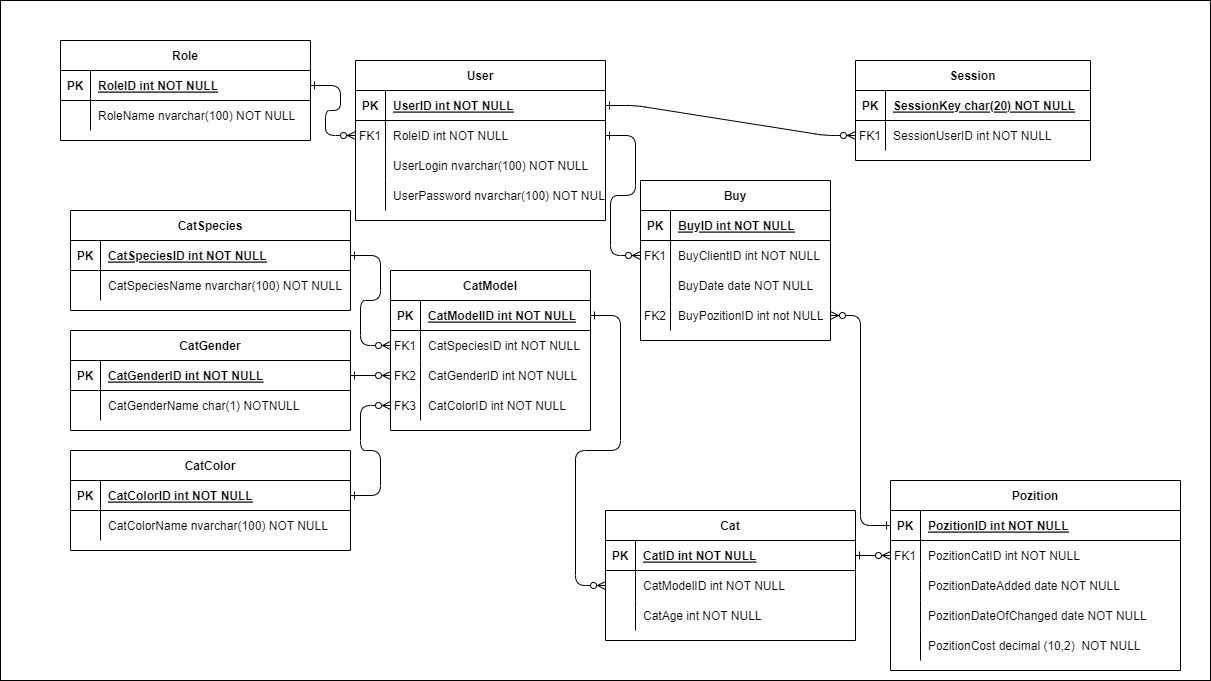 Role
PK RoleID int NOT NULL
RoleName nvarchar(100) NOT NULL
User
PK UserID int NOT NULL
FK1 RoleID int NOT NULL
UserLogin nvarchar(100) NOT NULL
UserPassword nvarchar(100) NOT NUL
Session
PK SessionKey char(20) NOT NULL
FK1 SessionUserID int NOT NULL
Buy
PK BuyID int NOT NULL
FK1 BuyClientID int NOT NULL
BuyDate date NOT NULL
FK2 BuyPozitionID int not NULL
CatSpecies
PK CatSpeciesID int NOT NULL
CatSpeciesName nvarchar(100) NOT NULL
CatModel
PK CatModelID int NOT NULL
FK1 CatSpeciesID int NOT NULL
FK2 CatGenderID int NOT NULL
FK3 CatColorID int NOT NULL
CatGender
PK CatGenderID int NOT NULL
CatGenderName char(1) NOTNULL
CatColor
PK CatColorID int NOT NULL
CatColorName nvarchar(100) NOT NULL
Cat
PK CatID int NOT NULL
CatModelID int NOT NULL
CatAge int NOT NULL
Pozition
PK PozitionID int NOT NULL
FK1 PozitionCatID int NOT NULL
PozitionDateAdded date NOT NULL
PozitionDateOfChanged date NOT NULL
PozitionCost decimal (10,2)  NOT NULL